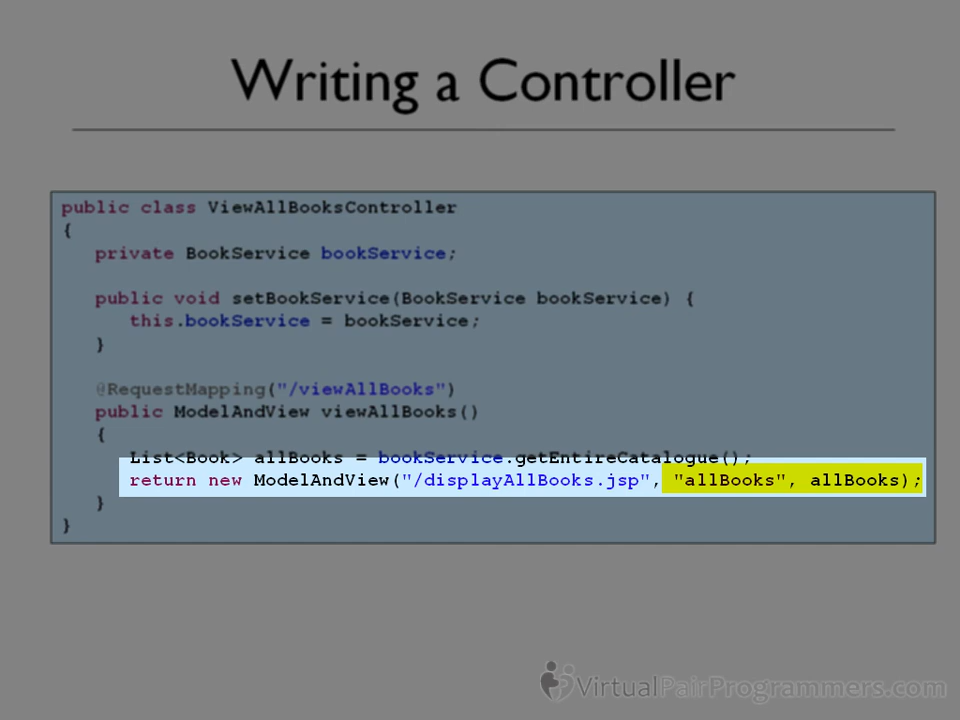 Writing a Controller
public class ViewAllBooksController
{
private BookService bookService;
public void setBookService(BookService bookService) {
this.bookService = bookService;
}
@RequestMapping("/viewAllBooks")
public ModelAndView viewAllBooks()
{
List<Book> allBooks = bookService.getEntireCatalogue();
return new ModelAndView("/displayAllBooks.jsp", "allBooks", allBooks);
}
}
VirtualPairProgrammers.com